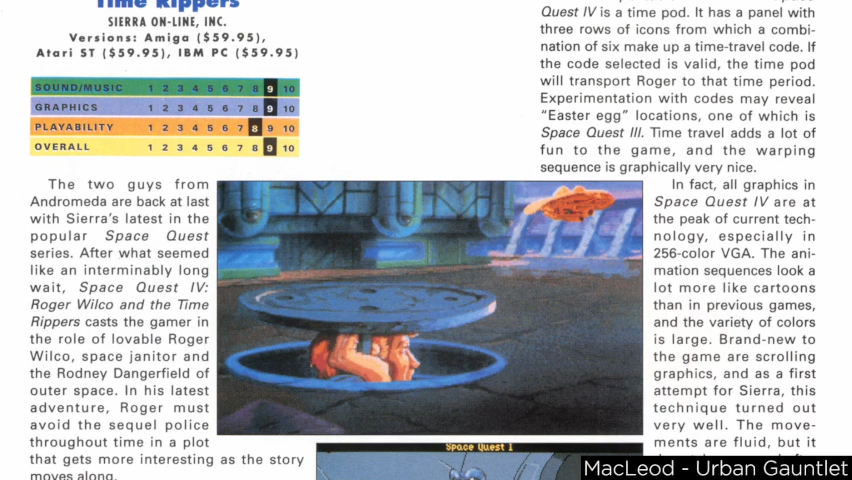 Time Rippers
SIERRA ON-LINE, INC.
Versions: Amiga ($59.95),
Atari ST ($59.95), IBM PC ($59.95)
SOUND/MUSIC 1 2 3 4 5 6 7 8 9 10
GRAPHICS 1 2 3 4 5 6 7 8 9 10
PLAYABILITY 1 2 3 4 5 6 7 8 9 10
OVERALL 1 2 3 4 5 6 7 8 9 10
The two guys from
Andromeda are back at last
with Sierra's latest in the
popular Space Quest
series. After what seemed
like an interminably long
wait, Space Quest IV:
Roger Wilco and the Time
Rippers casts the gamer in
the role of lovable Roger
Wilco, space janitor and
the Rodney Dangerfield of
outer space. In his latest
adventure, Roger must
avoid the sequel police
throughout time in a plot
that gets more interesting as the story
moves along.
Quest IV is a time pod. It has a panel with
three rows of icons from which a combi-
nation of six make up a time-travel code. If
the code selected is valid, the time pod
will transport Roger to that time period.
Experimentation with codes may reveal
"Easter egg" locations, one of which is
Space Quest III. Time travel adds a lot of
fun to the game, and the warping
sequence is graphically very nice.
In fact, all graphics in
Space Quest IV are at
the peak of current tech-
nology, especially in
256-color VGA. The ani-
mation sequences look a
lot more like cartoons
than in previous games,
and the variety of colors
is large. Brand-new to
the game are scrolling
graphics, and as a first
attempt for Sierra, this
technique turned out
very well. The move-
ments are fluid, but it
Space Quest I
MacLeod - Urban Gauntlet